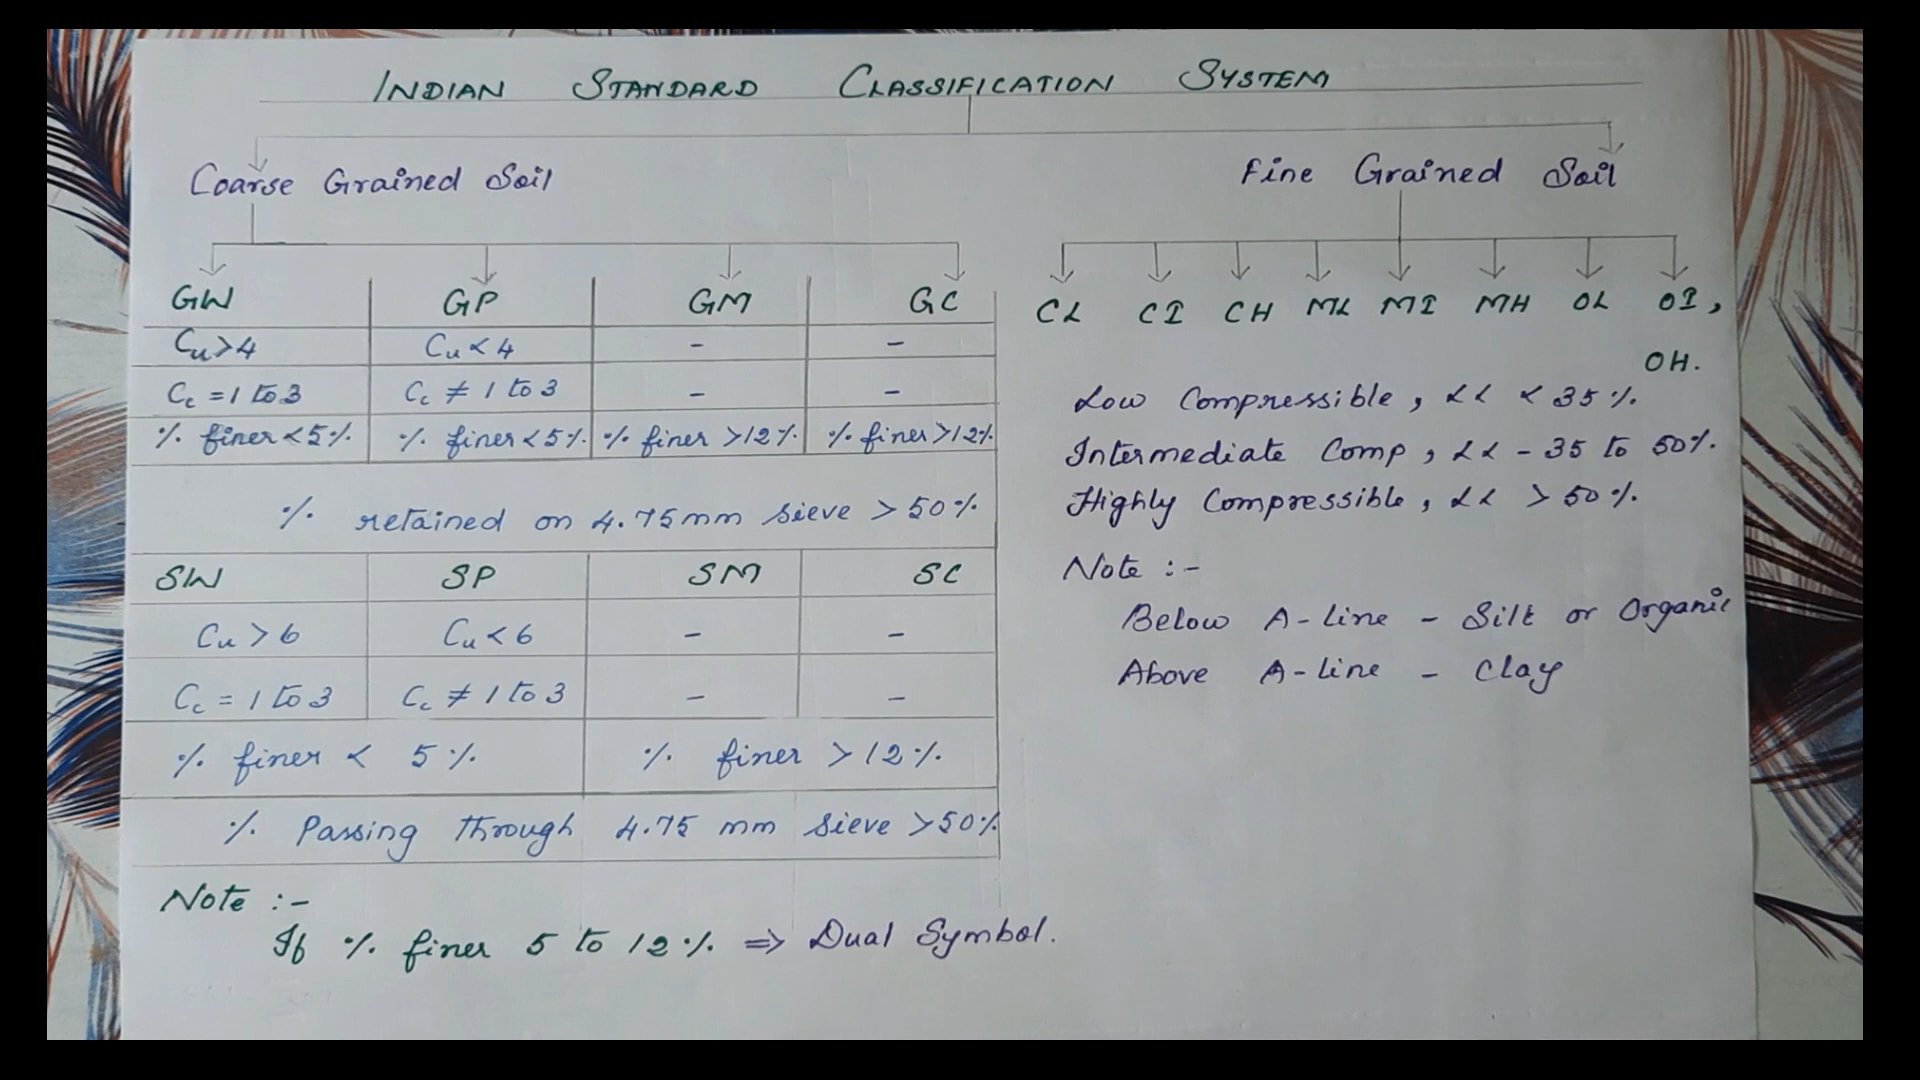 INDIAN STANDARD CLASSIFICATION SYSTEM
Coarse Grained Soil
GW GP GM GC
Cu>4 Cu<4 - -
Cc = 1 to 3 Cc ≠ 1 to 3 - -
% finer <5% % finer <5% % finer >12% % finer >12%
% retained on 4.75mm sieve > 50%
SW SP SM SC
Cu > 6 Cu < 6 - -
Cc = 1 to 3 Cc ≠ 1 to 3 - -
% finer < 5% % finer > 12%
% Passing through 4.75 mm sieve >50%
Note :-
If % finer 5 to 12% => Dual Symbol.
Fine Grained Soil
CL CI CH ML MI MH OL OI,
OH.
Low Compressible, LL < 35%.
Intermediate Comp, LL - 35 to 50%.
Highly Compressible, LL > 50%.
Note :-
Below A-line - Silt or Organic
Above A-line - Clay